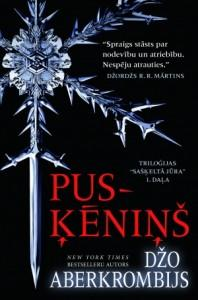 “Spraigs stāsts par
nodevību un atriebību.
Nespēju atrauties.”
DŽORDŽS R. R. MĀRTINS
TRILOĢIJAS
“SAŠĶELTĀ JŪRA”
1. DAĻA
PUS-
ĶĒNIŅŠ
NEW YORK TIMES
BESTSELLERU AUTORS
DŽO
ABERKROMBIJS